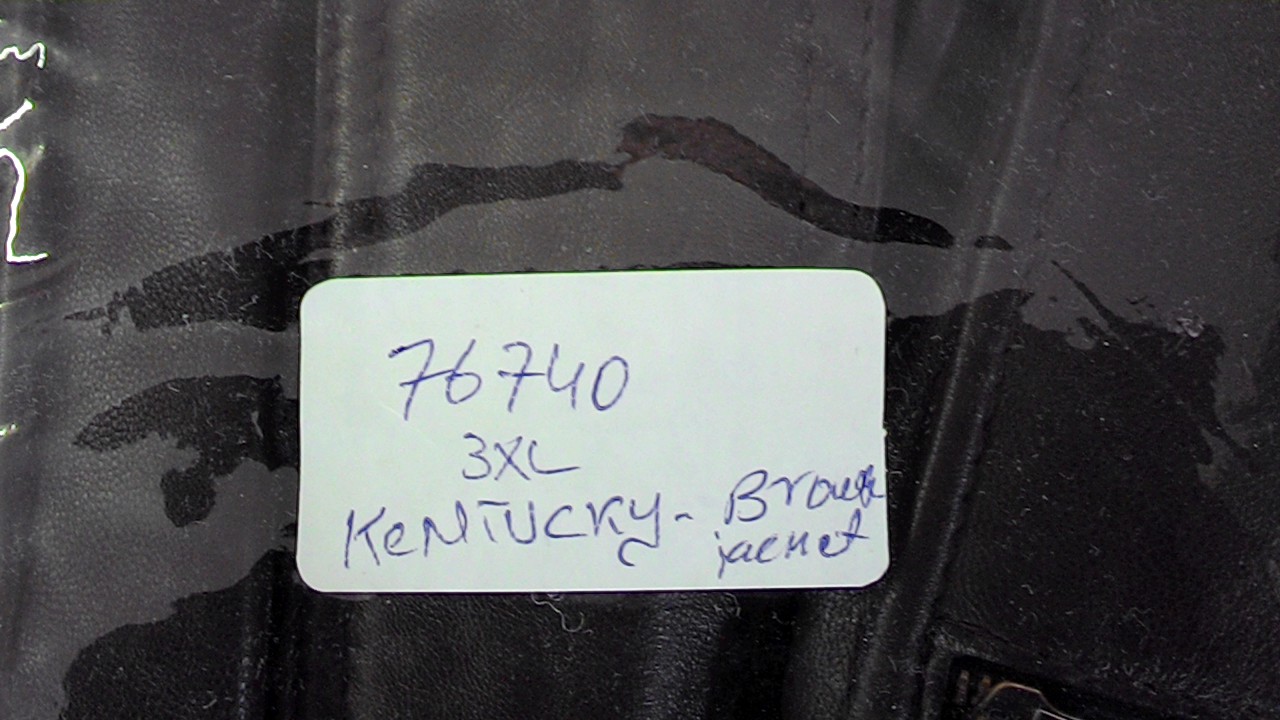 76740
3XL
KENTUCKY - Brown
jacket